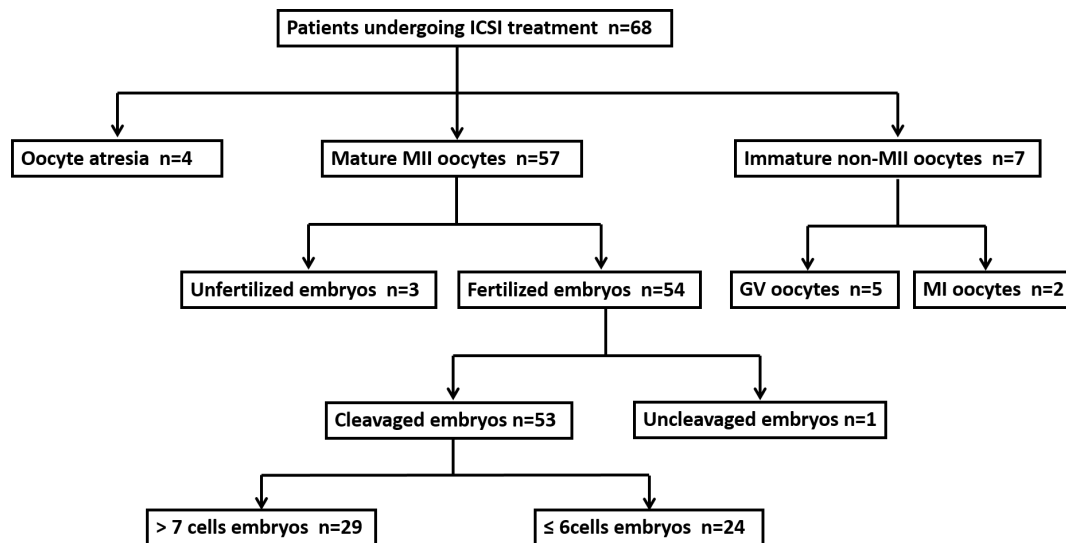 Patients undergoing ICSI treatment n=68
Oocyte atresia n=4
Mature MII oocytes n=57
Immature non-MII oocytes n=7
Unfertilized embryos n=3
Fertilized embryos n=54
GV oocytes n=5
MI oocytes n=2
Cleavaged embryos n=53
Uncleavaged embryos n=1
> 7 cells embryos n=29
≤ 6cells embryos n=24